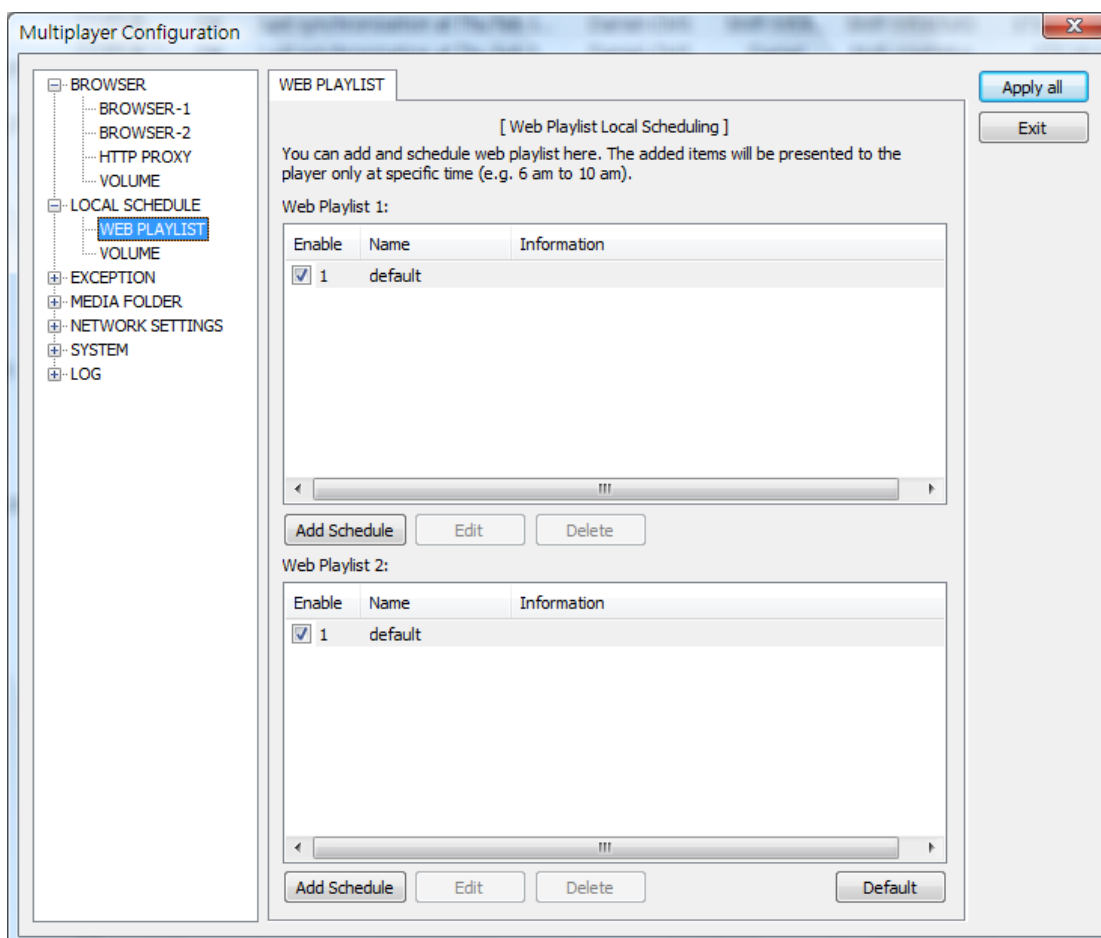 Multiplayer Configuration
BROWSER
BROWSER-1
BROWSER-2
HTTP PROXY
VOLUME
LOCAL SCHEDULE
WEB PLAYLIST
VOLUME
EXCEPTION
MEDIA FOLDER
NETWORK SETTINGS
SYSTEM
LOG
WEB PLAYLIST
[ Web Playlist Local Scheduling ]
You can add and schedule web playlist here. The added items will be presented to the
player only at specific time (e.g. 6 am to 10 am).
Web Playlist 1:
Enable Name Information
1 default
Add Schedule Edit Delete
Web Playlist 2:
Enable Name Information
1 default
Add Schedule Edit Delete Default
Apply all
Exit